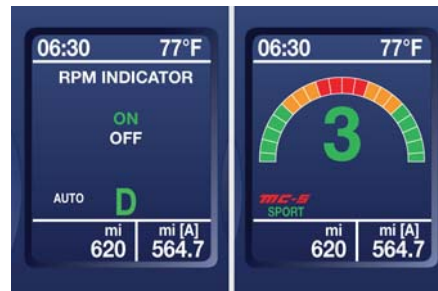 06:30 77°F
RPM INDICATOR
ON
OFF
AUTO D
mi mi [A]
620 564.7
06:30 77°F
3
MC-S
SPORT
mi mi [A]
620 564.7